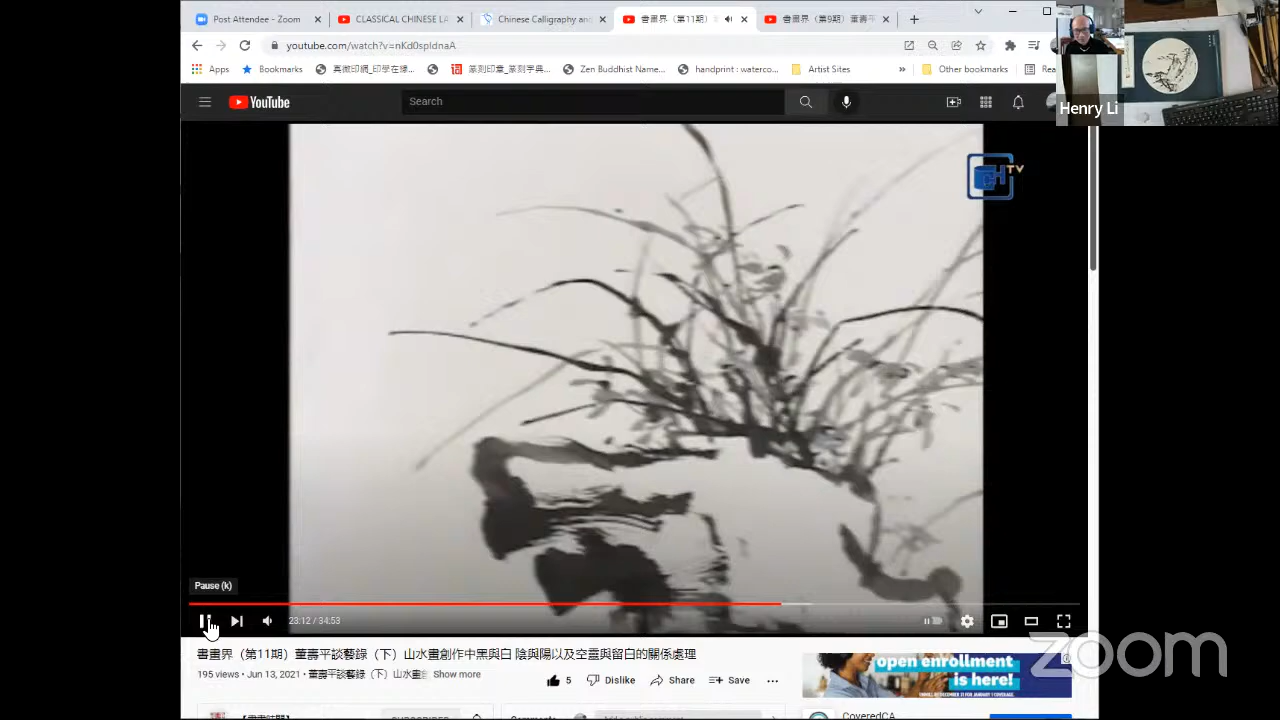 Post Attendee - Zoom
CLASSICAL CHINESE LA
Chinese Calligraphy an
書畫界（第11期）
書畫界（第9期）董壽平
youtube.com/watch?v=nKd0spIdnaA
Apps
Bookmarks
篆刻印章_篆刻字典...
Zen Buddhist Name...
handprint : waterco...
Artist Sites
Other bookmarks
Rea
YouTube
Search
Henry Li
CH TV
Pause (k)
23:12 / 34:53
書畫界（第11期）董壽平談藝錄（下）山水畫創作中黑與白 陰與陽以及空靈與留白的關係處理
195 views • Jun 13, 2021 • 董壽平談藝錄（下）山水畫
Show more
5
Dislike
Share
Save
open enrollment
is here!
CoveredCA
zoom